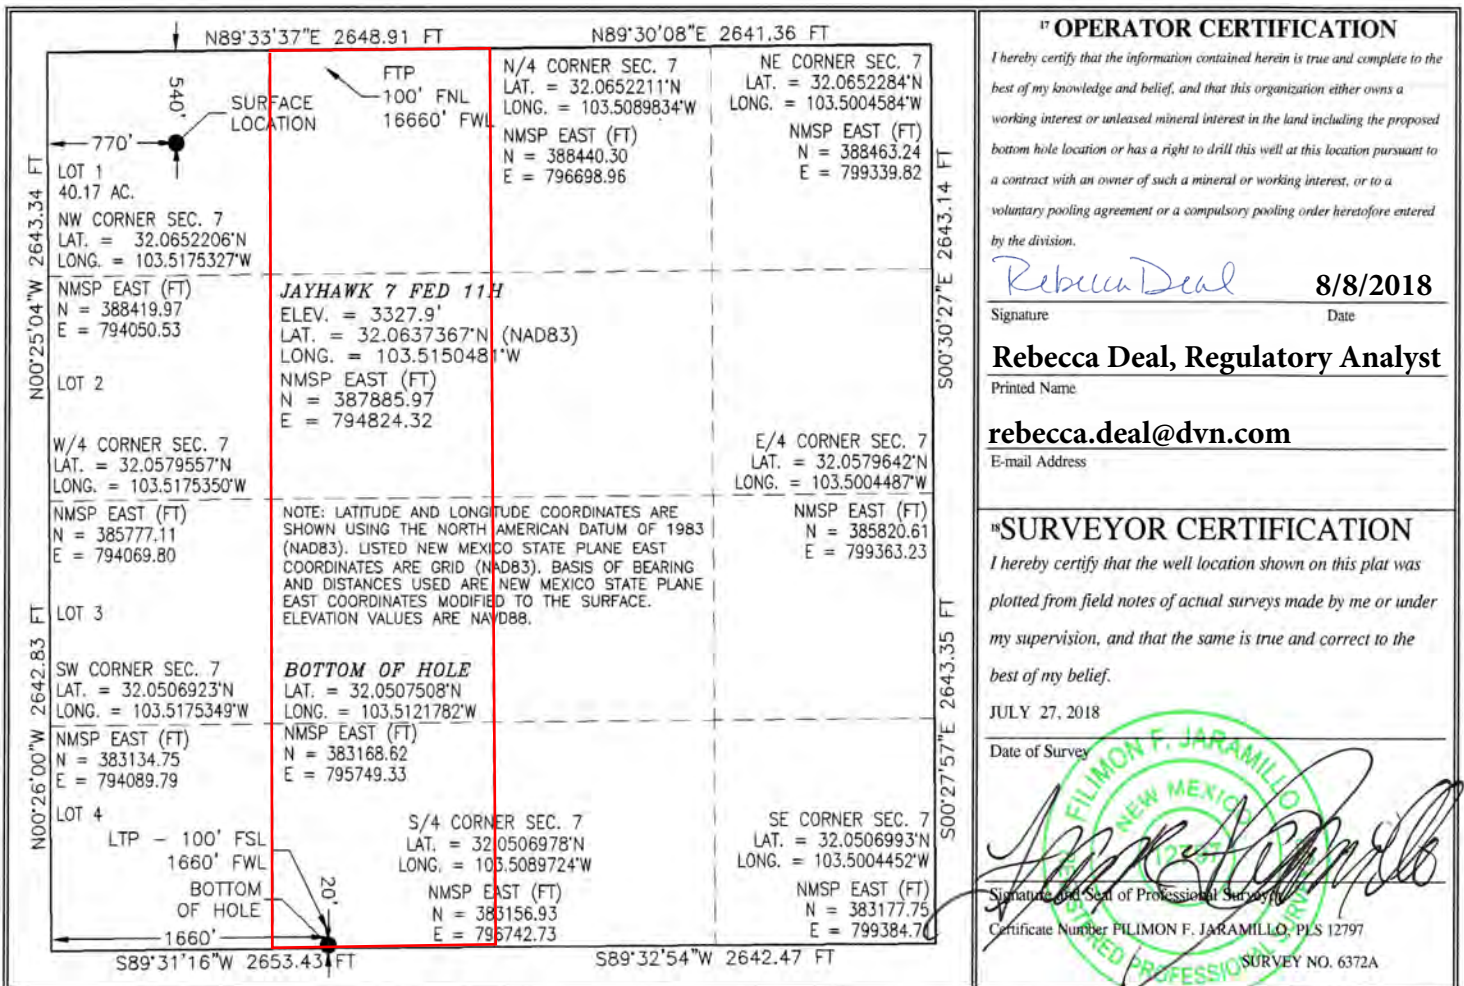 N89°33'37"E 2648.91 FT
N89°30'08"E 2641.36 FT
540'
SURFACE
LOCATION
770'
FTP
100' FNL
16660' FWL
N/4 CORNER SEC. 7
LAT. = 32.0652211°N
LONG. = 103.5089834°W
NMSP EAST (FT)
N = 388440.30
E = 796698.96
NE CORNER SEC. 7
LAT. = 32.0652284°N
LONG. = 103.5004584°W
NMSP EAST (FT)
N = 388463.24
E = 799339.82
LOT 1
40.17 AC.
NW CORNER SEC. 7
LAT. = 32.0652206°N
LONG. = 103.5175327°W
NMSP EAST (FT)
N = 388419.97
E = 794050.53
N00°25'04"W 2643.34 FT
S00°30'27"E 2643.14 FT
JAYHAWK 7 FED 11H
ELEV. = 3327.9'
LAT. = 32.0637367°N (NAD83)
LONG. = 103.5150481°W
NMSP EAST (FT)
N = 387885.97
E = 794824.32
LOT 2
W/4 CORNER SEC. 7
LAT. = 32.0579557°N
LONG. = 103.5175350°W
NMSP EAST (FT)
N = 385777.11
E = 794069.80
E/4 CORNER SEC. 7
LAT. = 32.0579642°N
LONG. = 103.5004487°W
NMSP EAST (FT)
N = 385820.61
E = 799363.23
NOTE: LATITUDE AND LONGITUDE COORDINATES ARE
SHOWN USING THE NORTH AMERICAN DATUM OF 1983
(NAD83). LISTED NEW MEXICO STATE PLANE EAST
COORDINATES ARE GRID (NAD83). BASIS OF BEARING
AND DISTANCES USED ARE NEW MEXICO STATE PLANE
EAST COORDINATES MODIFIED TO THE SURFACE.
ELEVATION VALUES ARE NAVD88.
LOT 3
N00°26'00"W 2642.83 FT
S00°27'57"E 2643.35 FT
SW CORNER SEC. 7
LAT. = 32.0506923°N
LONG. = 103.5175349°W
NMSP EAST (FT)
N = 383134.75
E = 794089.79
BOTTOM OF HOLE
LAT. = 32.0507508°N
LONG. = 103.5121782°W
NMSP EAST (FT)
N = 383168.62
E = 795749.33
LOT 4
LTP - 100' FSL
1660' FWL
BOTTOM
OF HOLE
20'
1660'
S/4 CORNER SEC. 7
LAT. = 32.0506978°N
LONG. = 103.5089724°W
NMSP EAST (FT)
N = 383156.93
E = 796742.73
SE CORNER SEC. 7
LAT. = 32.0506993°N
LONG. = 103.5004452°W
NMSP EAST (FT)
N = 383177.75
E = 799384.71
S89°31'16"W 2653.43 FT
S89°32'54"W 2642.47 FT
17 OPERATOR CERTIFICATION
I hereby certify that the information contained herein is true and complete to the
best of my knowledge and belief, and that this organization either owns a
working interest or unleased mineral interest in the land including the proposed
bottom hole location or has a right to drill this well at this location pursuant to
a contract with an owner of such a mineral or working interest, or to a
voluntary pooling agreement or a compulsory pooling order heretofore entered
by the division.
Rebecca Deal 8/8/2018
Signature Date
Rebecca Deal, Regulatory Analyst
Printed Name
rebecca.deal@dvn.com
E-mail Address
18 SURVEYOR CERTIFICATION
I hereby certify that the well location shown on this plat was
plotted from field notes of actual surveys made by me or under
my supervision, and that the same is true and correct to the
best of my belief.
JULY 27, 2018
Date of Survey
FILIMON F. JARAMILLO
NEW MEXICO
12797
REGISTERED PROFESSIONAL SURVEYOR
Signature and Seal of Professional Surveyor
Certificate Number FILIMON F. JARAMILLO, PLS 12797
SURVEY NO. 6372A